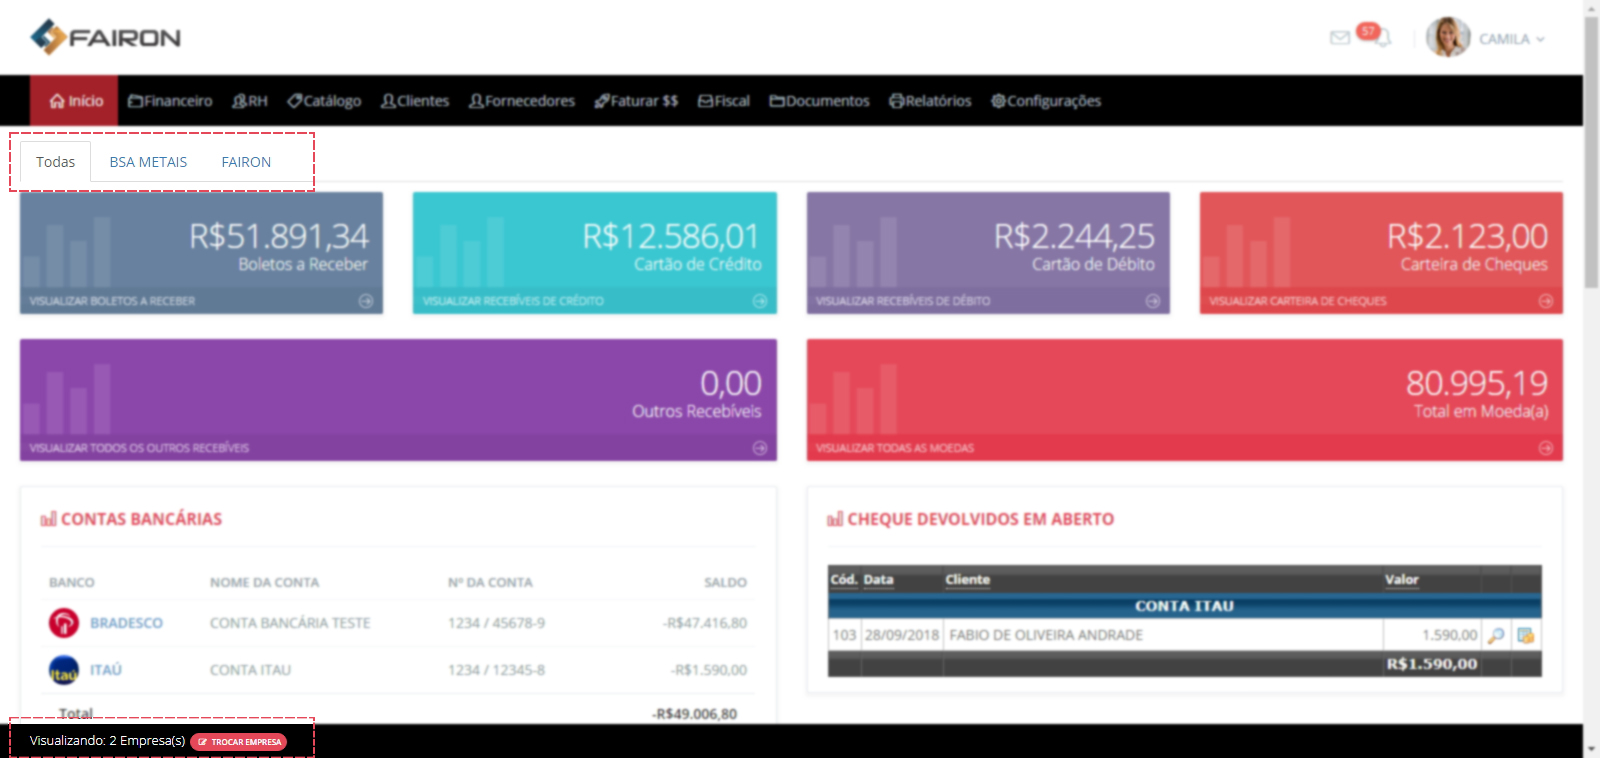 FAIRON
57
CAMILA
Início Financeiro RH Catálogo Clientes Fornecedores Faturar $$ Fiscal Documentos Relatórios Configurações
Todas BSA METAIS FAIRON
R$51.891,34
Boletos a Receber
VISUALIZAR BOLETOS A RECEBER
R$12.586,01
Cartão de Crédito
VISUALIZAR RECEBÍVEIS DE CRÉDITO
R$2.244,25
Cartão de Débito
VISUALIZAR RECEBÍVEIS DE DÉBITO
R$2.123,00
Carteira de Cheques
VISUALIZAR CARTEIRA DE CHEQUES
0,00
Outros Recebíveis
VISUALIZAR TODOS OS OUTROS RECEBÍVEIS
80.995,19
Total em Moeda(a)
VISUALIZAR TODAS AS MOEDAS
CONTAS BANCÁRIAS
BANCO NOME DA CONTA Nº DA CONTA SALDO
BRADESCO CONTA BANCÁRIA TESTE 1234 / 45678-9 -R$47.416,80
Itaú ITAÚ CONTA ITAU 1234 / 12345-8 -R$1.590,00
Total -R$49.006,80
CHEQUE DEVOLVIDOS EM ABERTO
Cód. Data Cliente Valor
CONTA ITAU
103 28/09/2018 FABIO DE OLIVEIRA ANDRADE 1.590,00
R$1.590,00
Visualizando: 2 Empresa(s) TROCAR EMPRESA